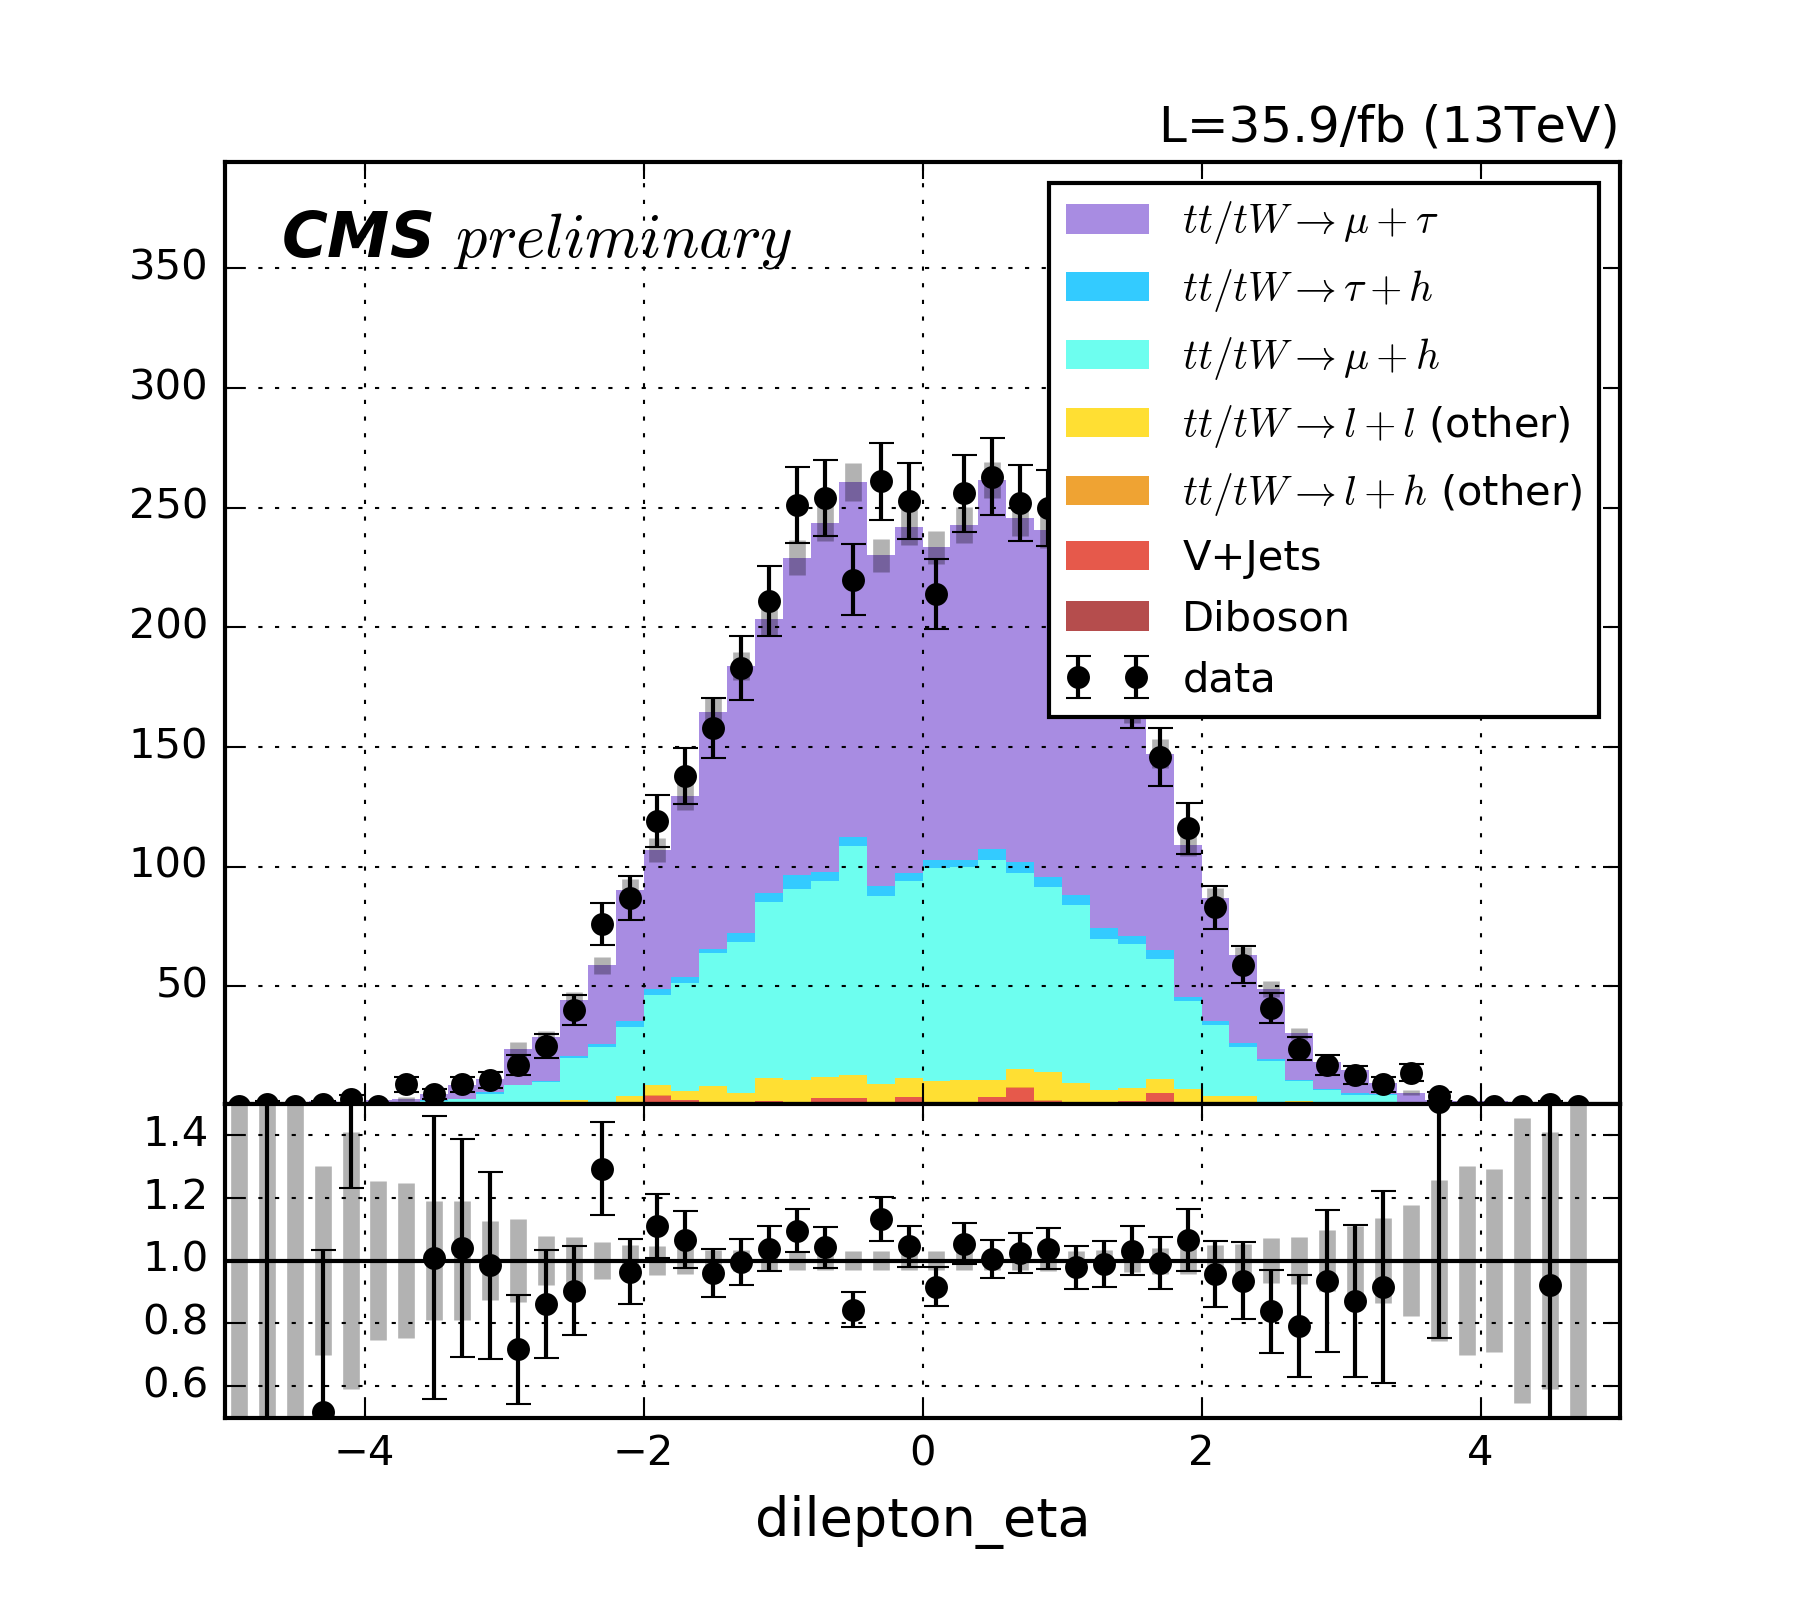 L=35.9/fb (13TeV)
CMS preliminary
350
300
250
200
150
100
50
tt/tW→μ+τ
tt/tW→τ+h
tt/tW→μ+h
tt/tW→l+l (other)
tt/tW→l+h (other)
V+Jets
Diboson
data
1.4
1.2
1.0
0.8
0.6
−4 −2 0 2 4
dilepton_eta